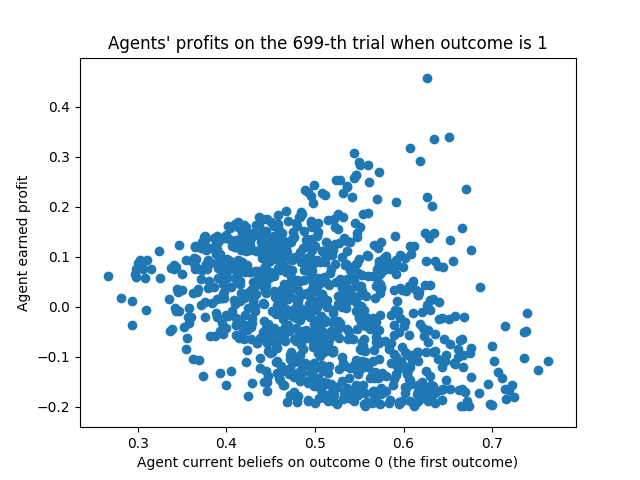 Agents' profits on the 699-th trial when outcome is 1
0.4
0.3
0.2
0.1
0.0
−0.1
−0.2
Agent earned profit
0.3 0.4 0.5 0.6 0.7
Agent current beliefs on outcome 0 (the first outcome)